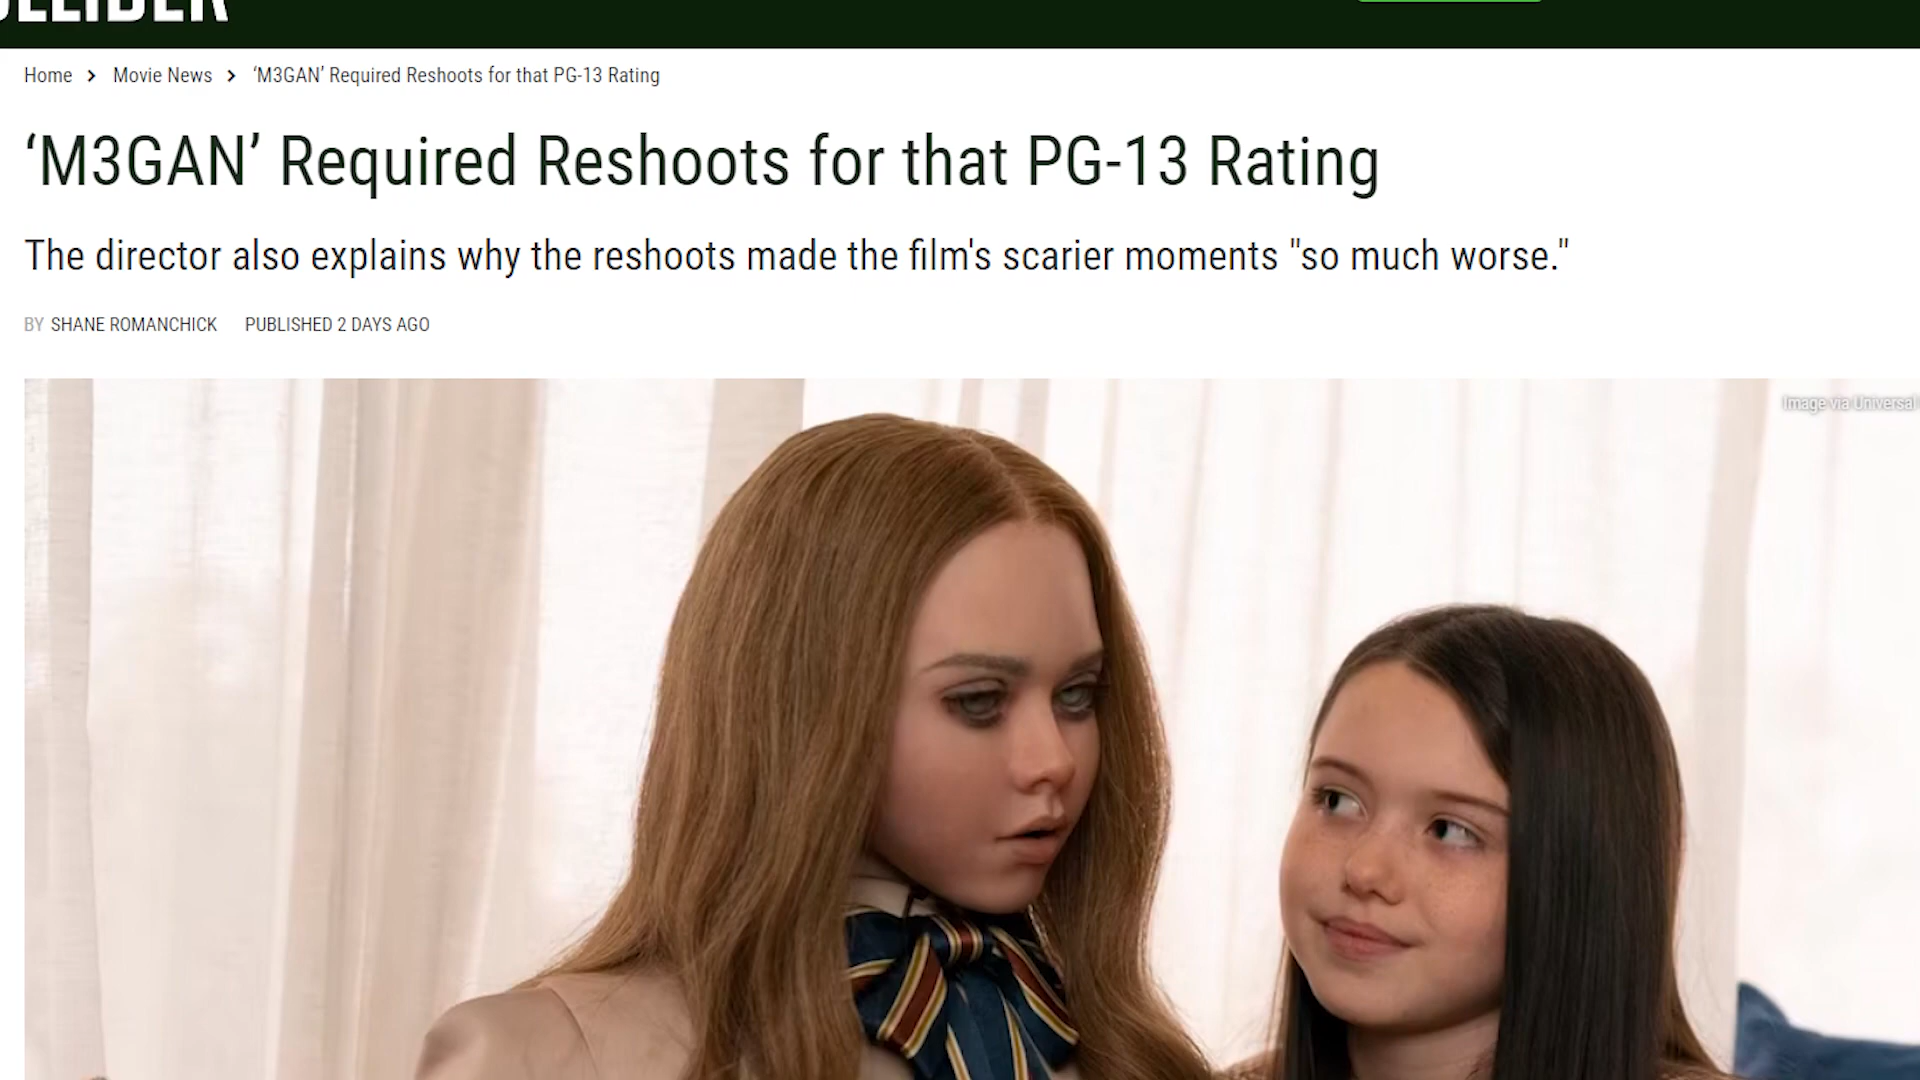 Home > Movie News > ‘M3GAN’ Required Reshoots for that PG-13 Rating
‘M3GAN’ Required Reshoots for that PG-13 Rating
The director also explains why the reshoots made the film's scarier moments "so much worse."
BY SHANE ROMANCHICK PUBLISHED 2 DAYS AGO
Image via Universal